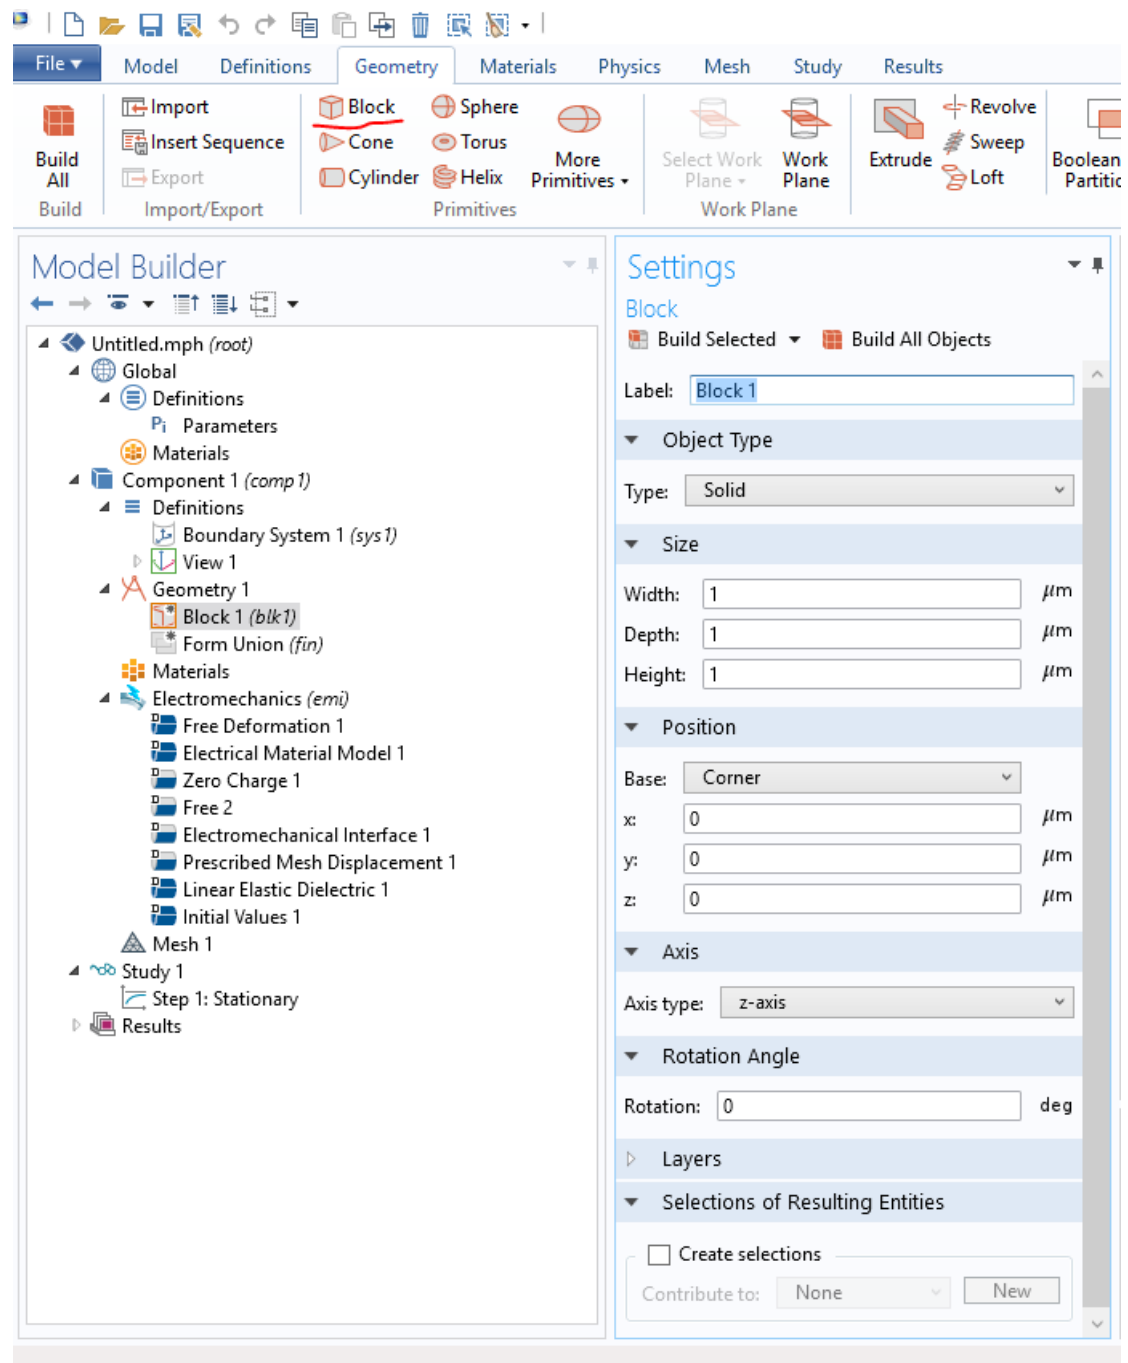 File Model Definitions Geometry Materials Physics Mesh Study Results
Build All
Build
Import
Insert Sequence
Export
Import/Export
Block Sphere
Cone Torus
Cylinder Helix
More Primitives
Primitives
Select Work Plane
Work Plane
Work Plane
Extrude
Revolve
Sweep
Loft
Model Builder
Untitled.mph (root)
Global
Definitions
Pi Parameters
Materials
Component 1 (comp1)
Definitions
Boundary System 1 (sys1)
View 1
Geometry 1
Block 1 (blk1)
Form Union (fin)
Materials
Electromechanics (emi)
Free Deformation 1
Electrical Material Model 1
Zero Charge 1
Free 2
Electromechanical Interface 1
Prescribed Mesh Displacement 1
Linear Elastic Dielectric 1
Initial Values 1
Mesh 1
Study 1
Step 1: Stationary
Results
Settings
Block
Build Selected Build All Objects
Label: Block 1
Object Type
Type: Solid
Size
Width: 1 μm
Depth: 1 μm
Height: 1 μm
Position
Base: Corner
x: 0 μm
y: 0 μm
z: 0 μm
Axis
Axis type: z-axis
Rotation Angle
Rotation: 0 deg
Layers
Selections of Resulting Entities
Create selections
Contribute to: None New